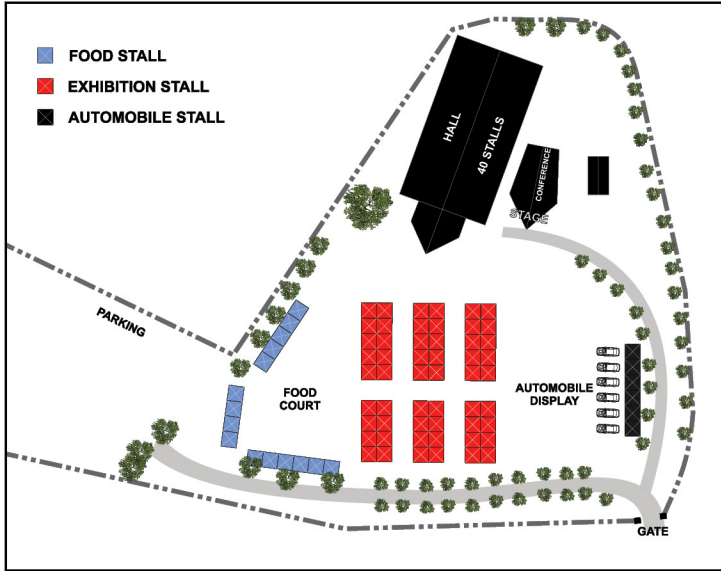 FOOD STALL
EXHIBITION STALL
AUTOMOBILE STALL
HALL
40 STALLS
CONFERENCE
STAGE
PARKING
FOOD
COURT
AUTOMOBILE
DISPLAY
GATE